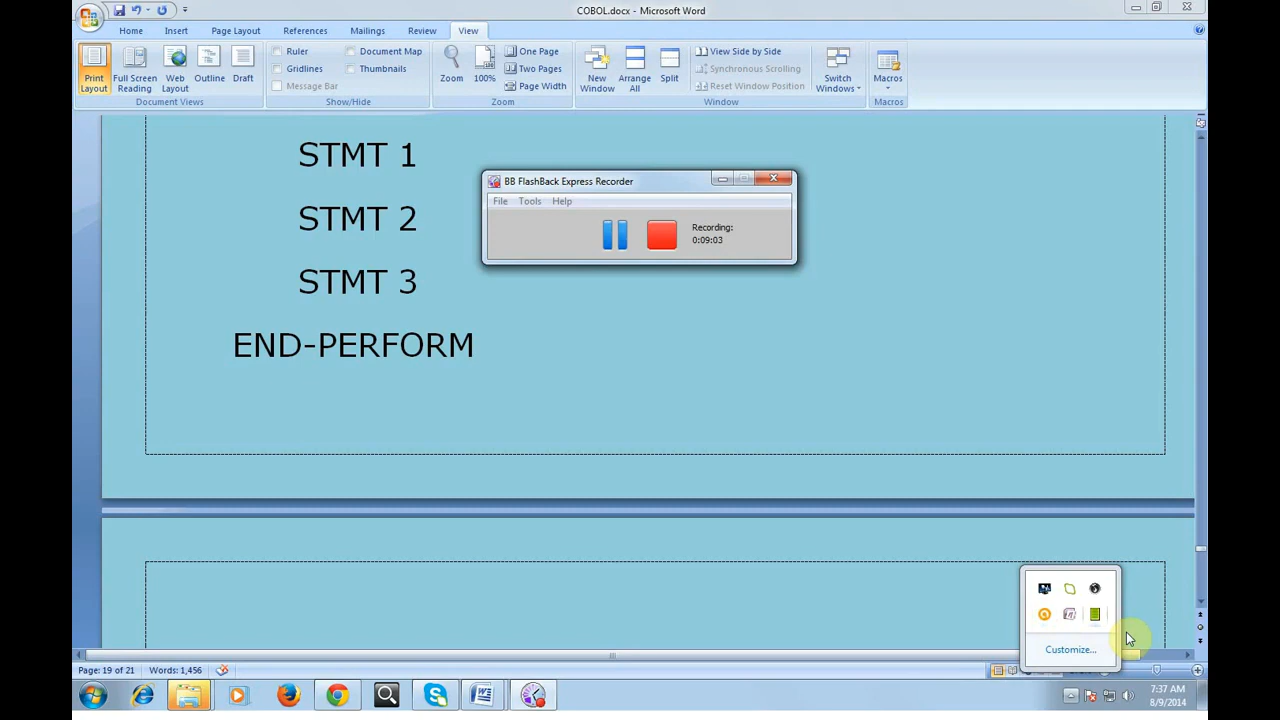 COBOL.docx - Microsoft Word
Home Insert Page Layout References Mailings Review View
Print Layout
Full Screen Reading
Web Layout
Outline
Draft
Document Views
Ruler
Gridlines
Message Bar
Document Map
Thumbnails
Show/Hide
Zoom
100%
One Page
Two Pages
Page Width
Zoom
New Window
Arrange All
Split
View Side by Side
Synchronous Scrolling
Reset Window Position
Window
Switch Windows
Macros
Macros
STMT 1
STMT 2
STMT 3
END-PERFORM
BB FlashBack Express Recorder
File Tools Help
Recording:
0:09:03
Customize...
Page: 19 of 21 Words: 1,456
7:37 AM
8/9/2014